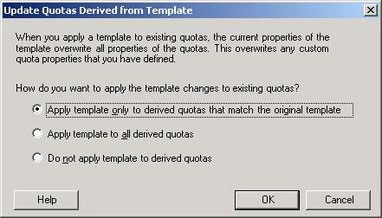 Update Quotas Derived from Template
When you apply a template to existing quotas, the current properties of the
template overwrite all properties of the quotas. This overwrites any custom
quota properties that you have defined.
How do you want to apply the template changes to existing quotas?
Apply template only to derived quotas that match the original template
Apply template to all derived quotas
Do not apply template to derived quotas
Help
OK
Cancel